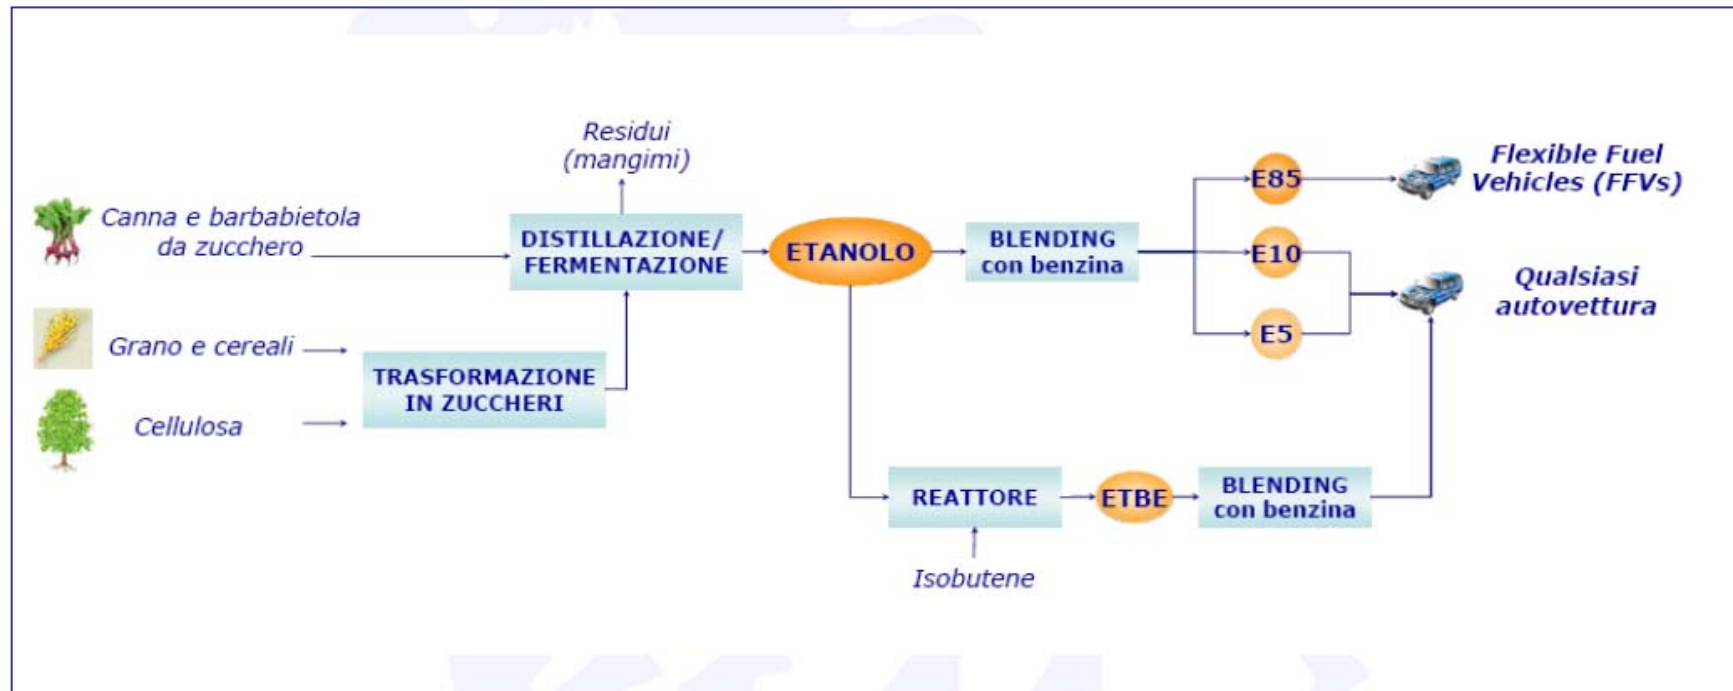 Residui
(mangimi)
Canna e barbabietola
da zucchero
DISTILLAZIONE/
FERMENTAZIONE
ETANOLO
BLENDING
con benzina
E85
E10
E5
Flexible Fuel
Vehicles (FFVs)
Qualsiasi
autovettura
Grano e cereali
TRASFORMAZIONE
IN ZUCCHERI
Cellulosa
REATTORE
ETBE
BLENDING
con benzina
Isobutene